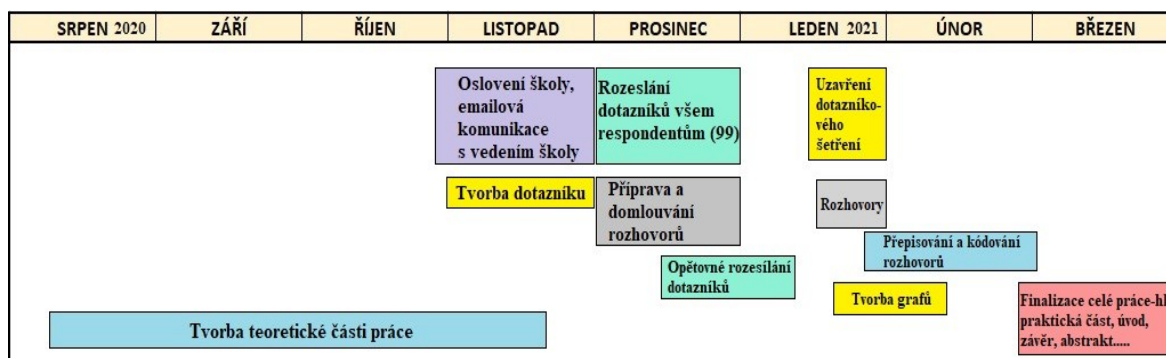 SRPEN 2020 ZÁŘÍ ŘÍJEN LISTOPAD PROSINEC LEDEN 2021 ÚNOR BŘEZEN
Oslovení školy,
emailová
komunikace
s vedením školy
Rozeslání
dotazníků všem
respondentům (99)
Uzavření
dotazníko-
vého
šetření
Tvorba dotazníku
Příprava a
domlouvání
rozhovorů
Rozhovory
Přepisování a kódování
rozhovorů
Opětovné rozesílání
dotazníků
Tvorba grafů
Finalizace celé práce-hl
praktická část, úvod,
závěr, abstrakt.....
Tvorba teoretické části práce